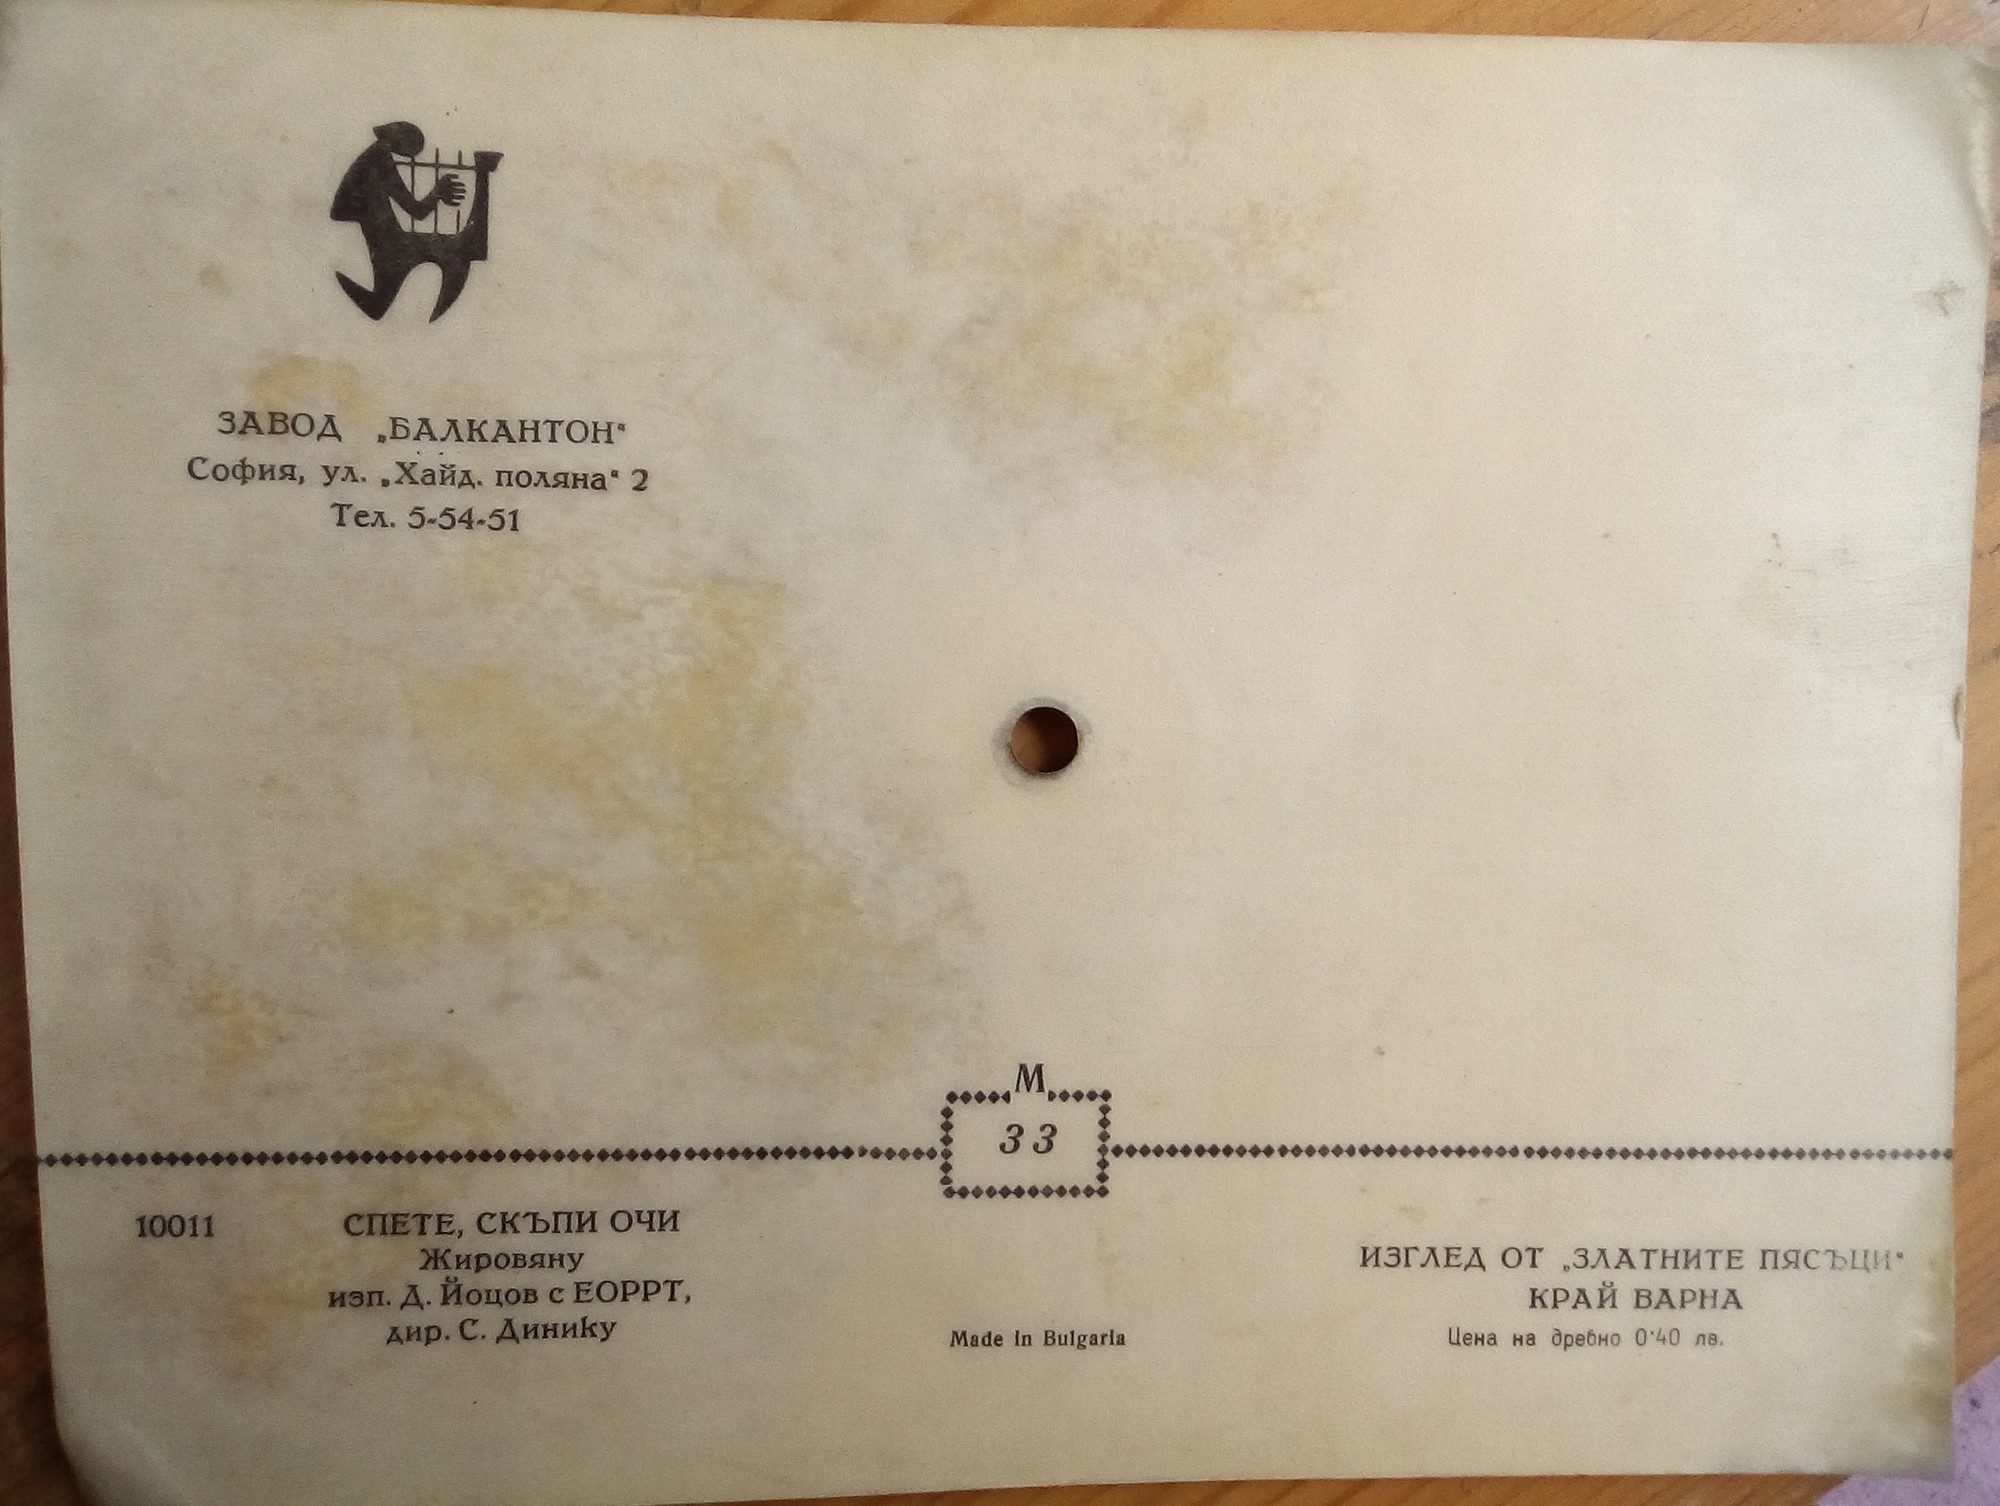 ЗАВОД „БАЛКАНТОН“
София, ул. „Хайд. поляна“ 2
Тел. 5-54-51
М
33
10011
СПЕТЕ, СКЪПИ ОЧИ
Жировяну
изп. Д. Йоцов с ЕОРРТ,
дир. С. Динику
Made in Bulgaria
ИЗГЛЕД ОТ „ЗЛАТНИТЕ ПЯСЪЦИ“
КРАЙ ВАРНА
Цена на дребно 0·40 лв.